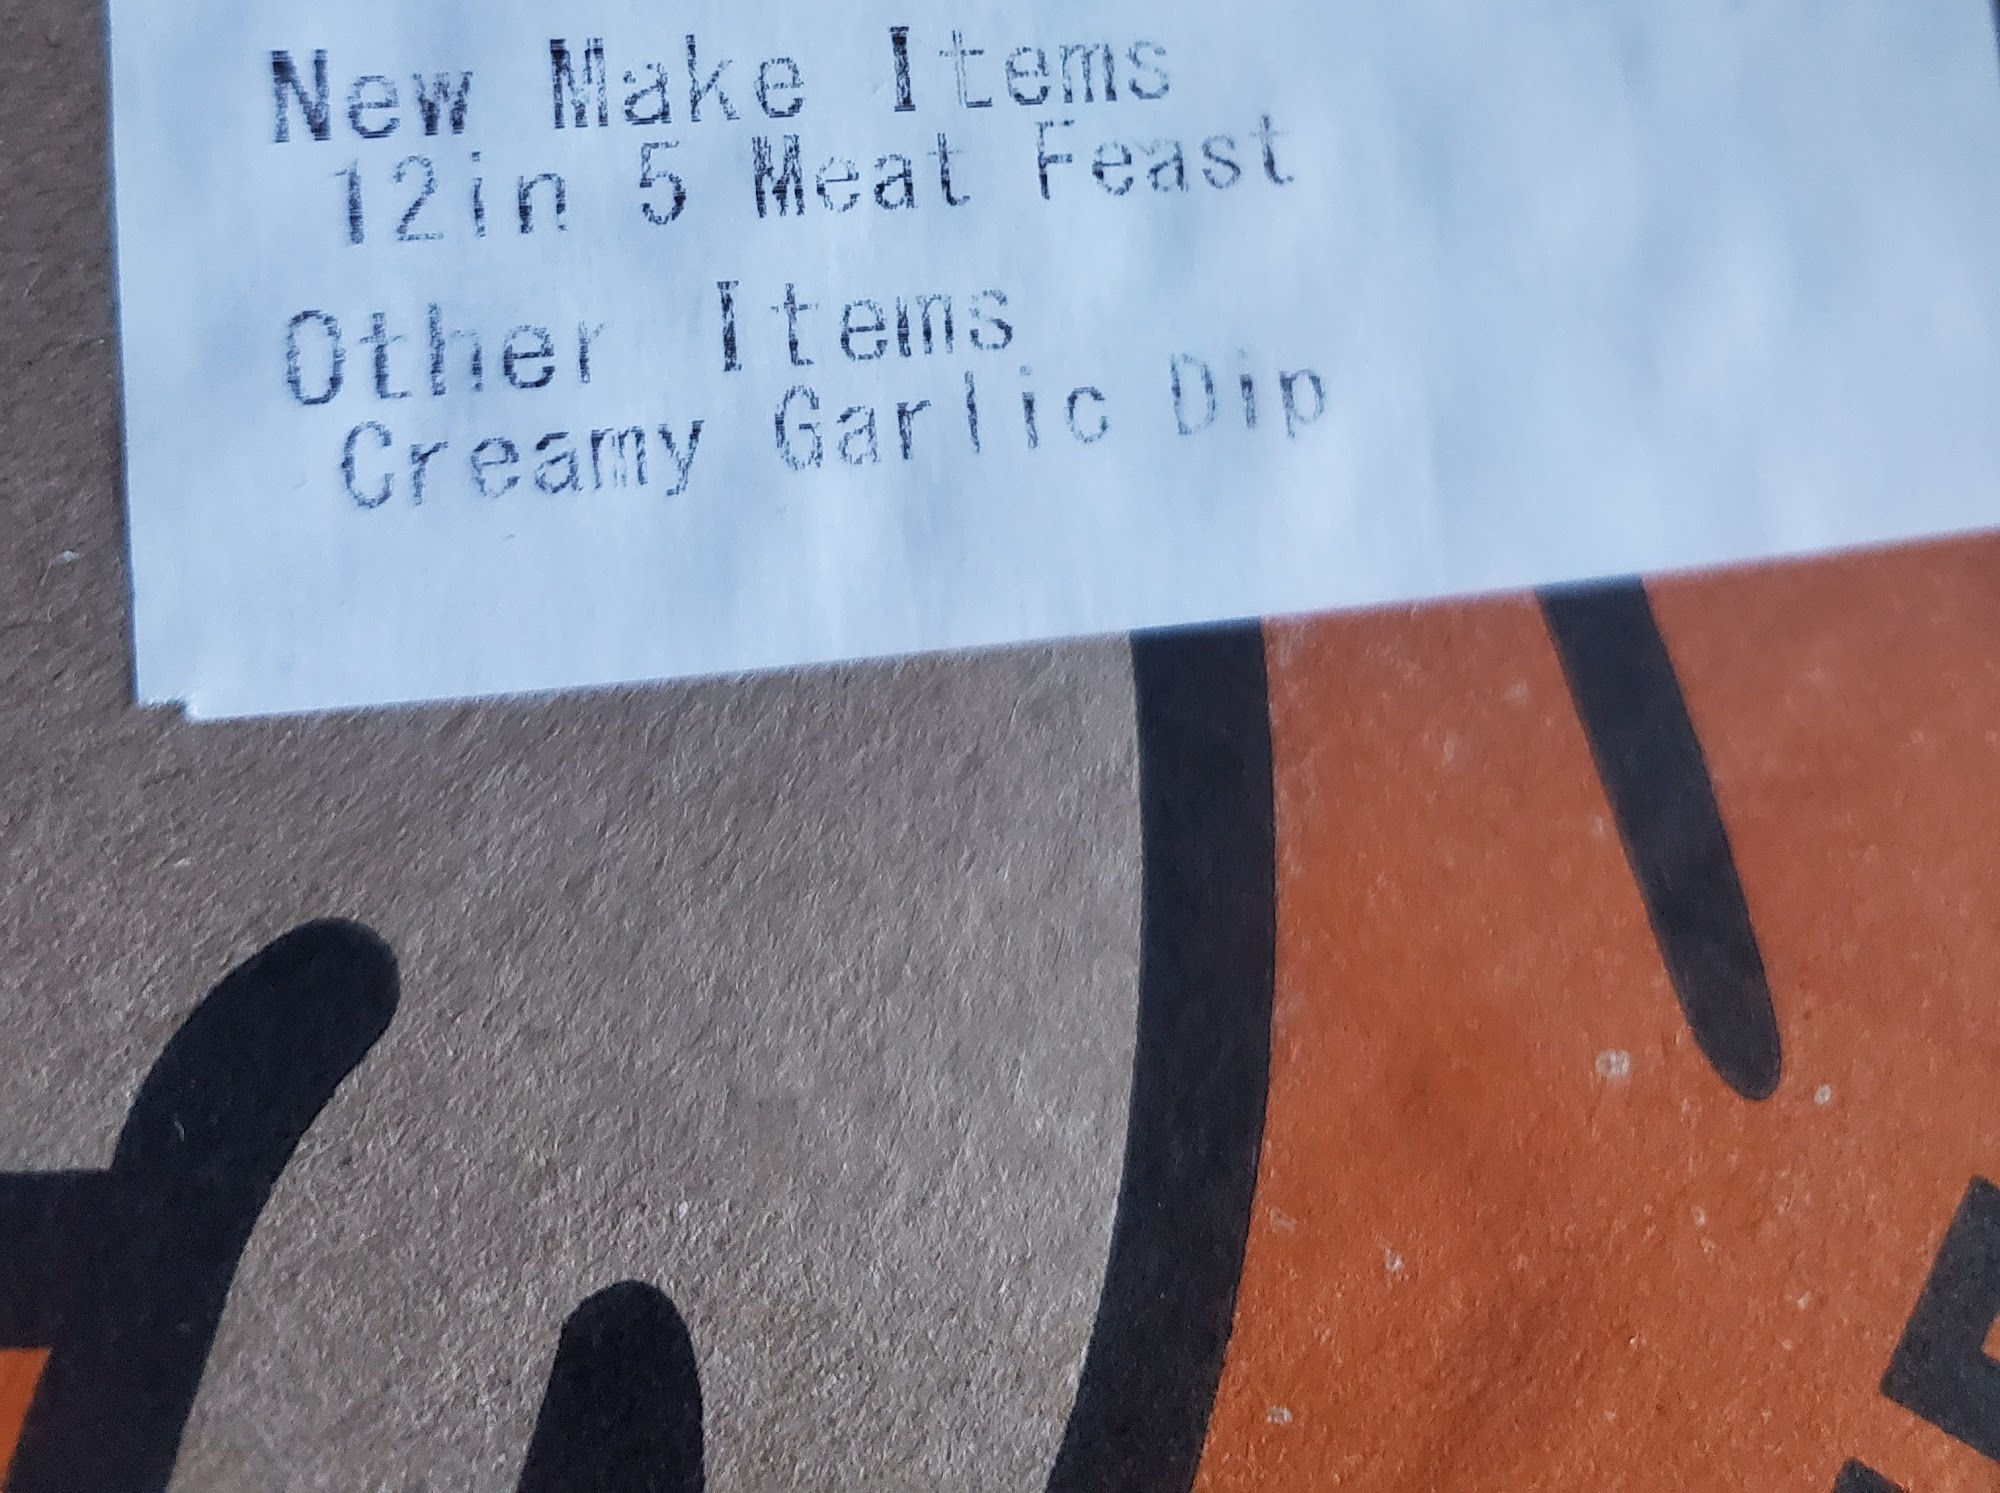 New Make Items
12in 5 Meat Feast
Other Items
Creamy Garlic Dip